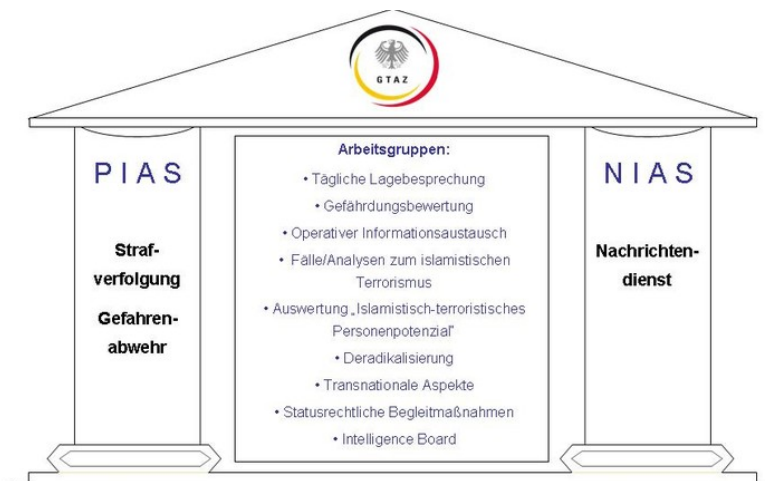 GTAZ
PIAS
Straf-
verfolgung
Gefahren-
abwehr
Arbeitsgruppen:
• Tägliche Lagebesprechung
• Gefährdungsbewertung
• Operativer Informationsaustausch
• Fälle/Analysen zum islamistischen
Terrorismus
• Auswertung „Islamistisch-terroristisches
Personenpotenzial“
• Deradikalisierung
• Transnationale Aspekte
• Statusrechtliche Begleitmaßnahmen
• Intelligence Board
NIAS
Nachrichten-
dienst